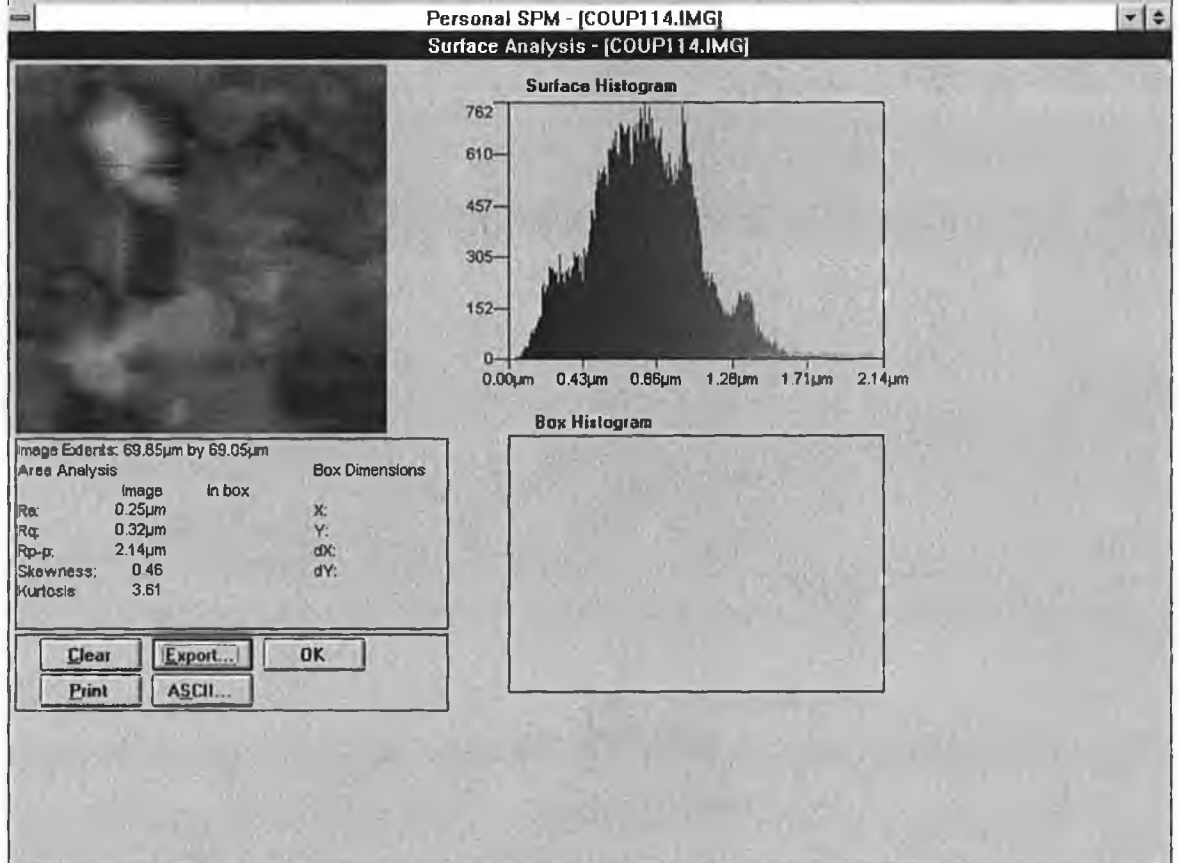 Personal SPM - [COUP114.IMG]
Surface Analysis - [COUP114.IMG]
Surface Histogram
762
610
457
305
152
0
0.00µm 0.43µm 0.86µm 1.28µm 1.71µm 2.14µm
Box Histogram
Image Extents: 69.85µm by 69.05µm
Area Analysis Box Dimensions
Image In box
Ra: 0.25µm X:
Rq: 0.32µm Y:
Rp-p: 2.14µm dX:
Skewness: 0.46 dY:
Kurtosis 3.61
Clear Export... OK
Print ASCII...